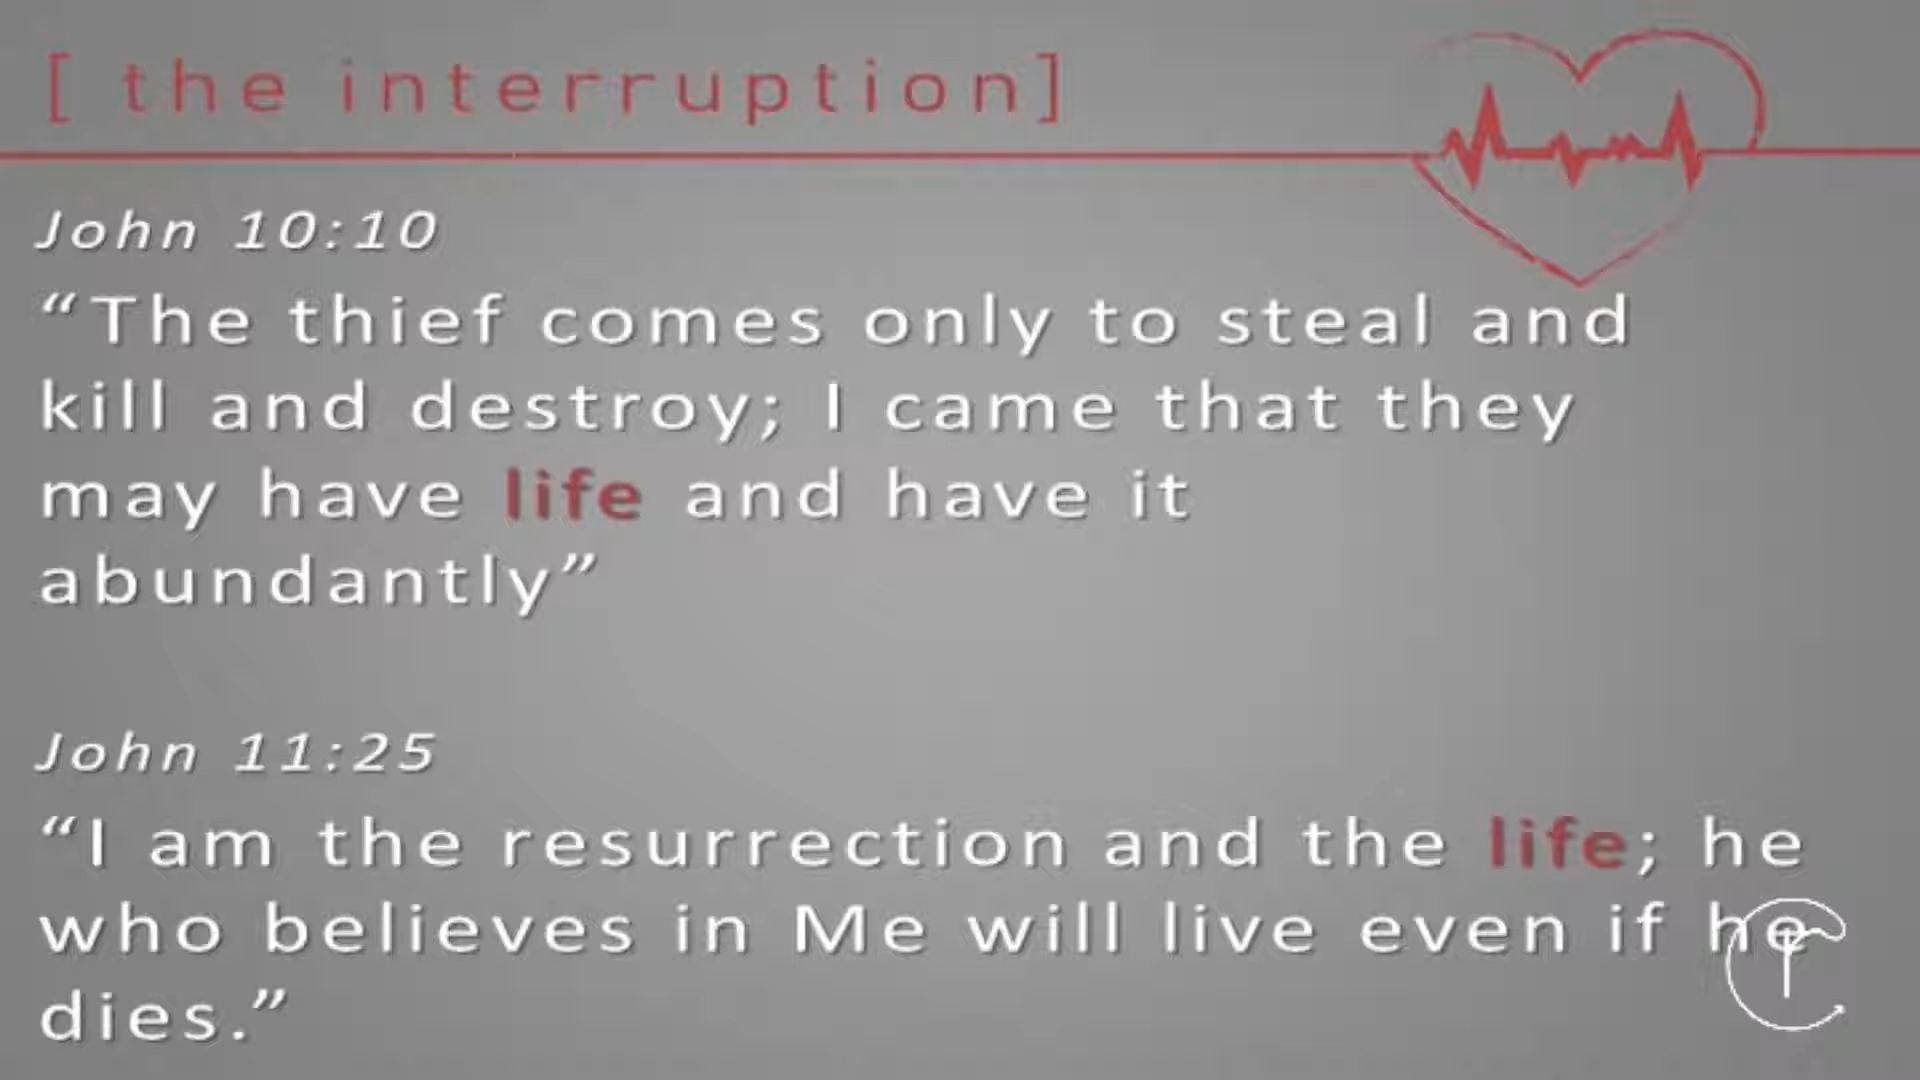 [ the interruption]
John 10:10
“The thief comes only to steal and
kill and destroy; I came that they
may have life and have it
abundantly”
John 11:25
“I am the resurrection and the life; he
who believes in Me will live even if he
dies.”